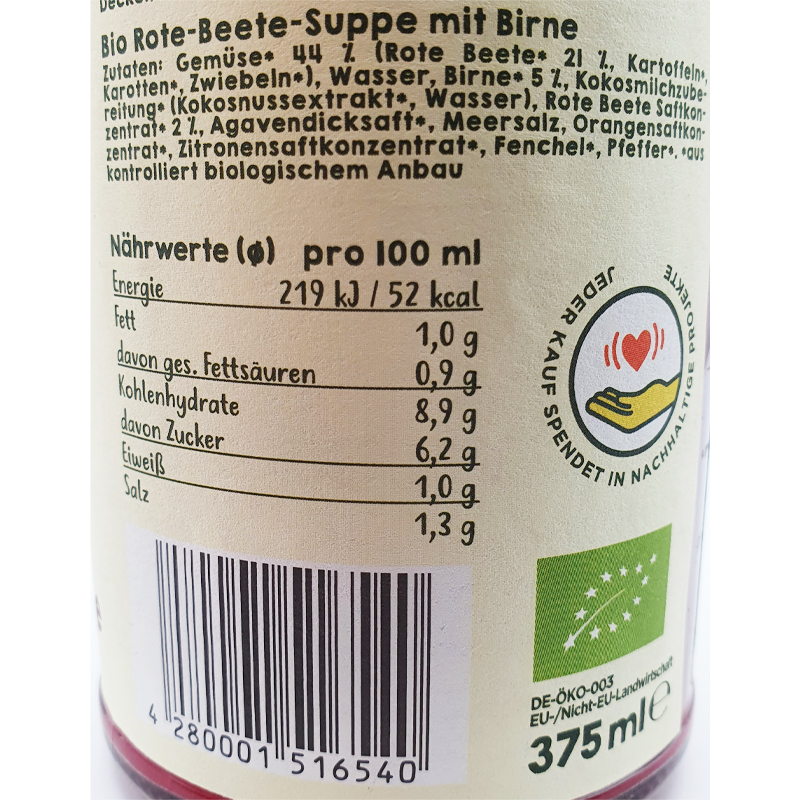 Bio Rote-Beete-Suppe mit Birne
Zutaten: Gemüse* 44 % (Rote Beete* 21 %, Kartoffeln*,
Karotten*, Zwiebeln*), Wasser, Birne* 5 %, Kokosmilchzube-
reitung* (Kokosnussextrakt*, Wasser), Rote Beete Saftkon-
zentrat* 2 %, Agavendicksaft*, Meersalz, Orangensaftkon-
zentrat*, Zitronensaftkonzentrat*, Fenchel*, Pfeffer*. *aus
kontrolliert biologischem Anbau
Nährwerte (ø) pro 100 ml
Energie 219 kJ / 52 kcal
Fett 1,0 g
davon ges. Fettsäuren 0,9 g
Kohlenhydrate 8,9 g
davon Zucker 6,2 g
Eiweiß 1,0 g
Salz 1,3 g
JEDER KAUF SPENDET IN NACHHALTIGE PROJEKTE
DE-ÖKO-003
EU-/Nicht-EU-Landwirtschaft
375 ml e
4 280001 516540